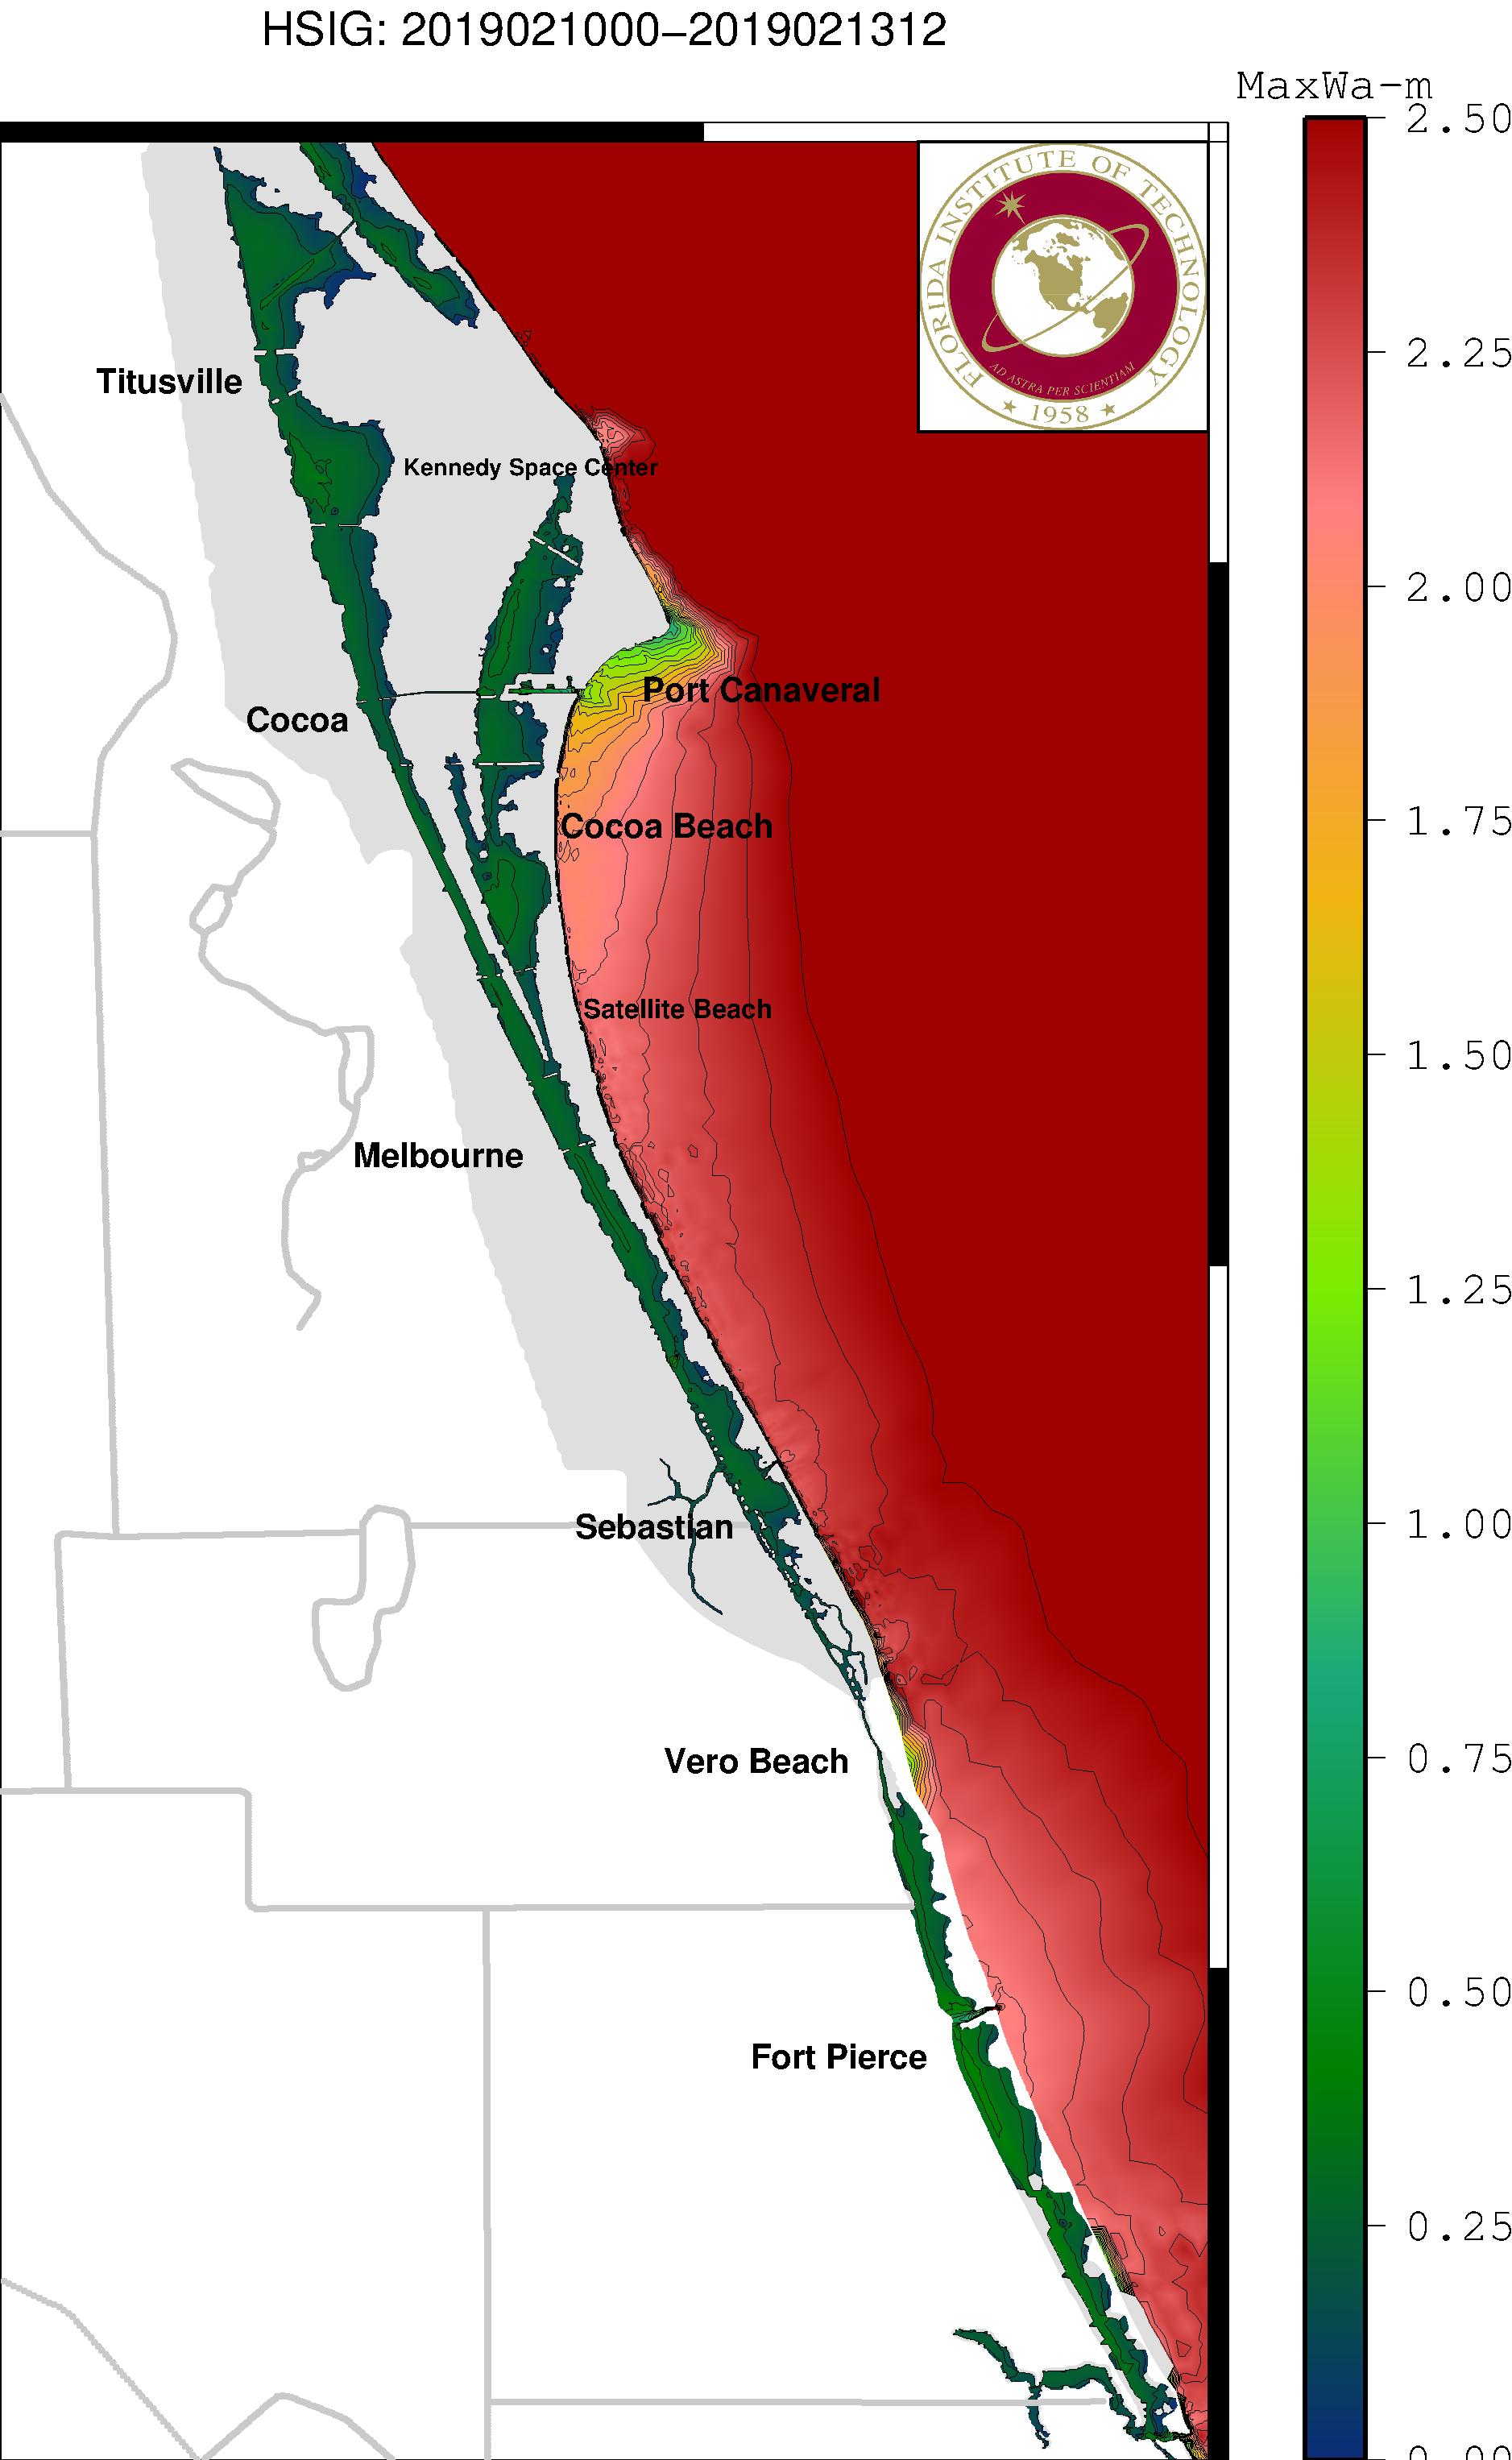 HSIG: 2019021000−2019021312
MaxWa−m
2.50
2.25
2.00
1.75
1.50
1.25
1.00
0.75
0.50
0.25
0.00
FLORIDA INSTITUTE OF TECHNOLOGY
AD ASTRA PER SCIENTIAM
★ 1958 ★
Titusville
Kennedy Space Center
Port Canaveral
Cocoa
Cocoa Beach
Satellite Beach
Melbourne
Sebastian
Vero Beach
Fort Pierce